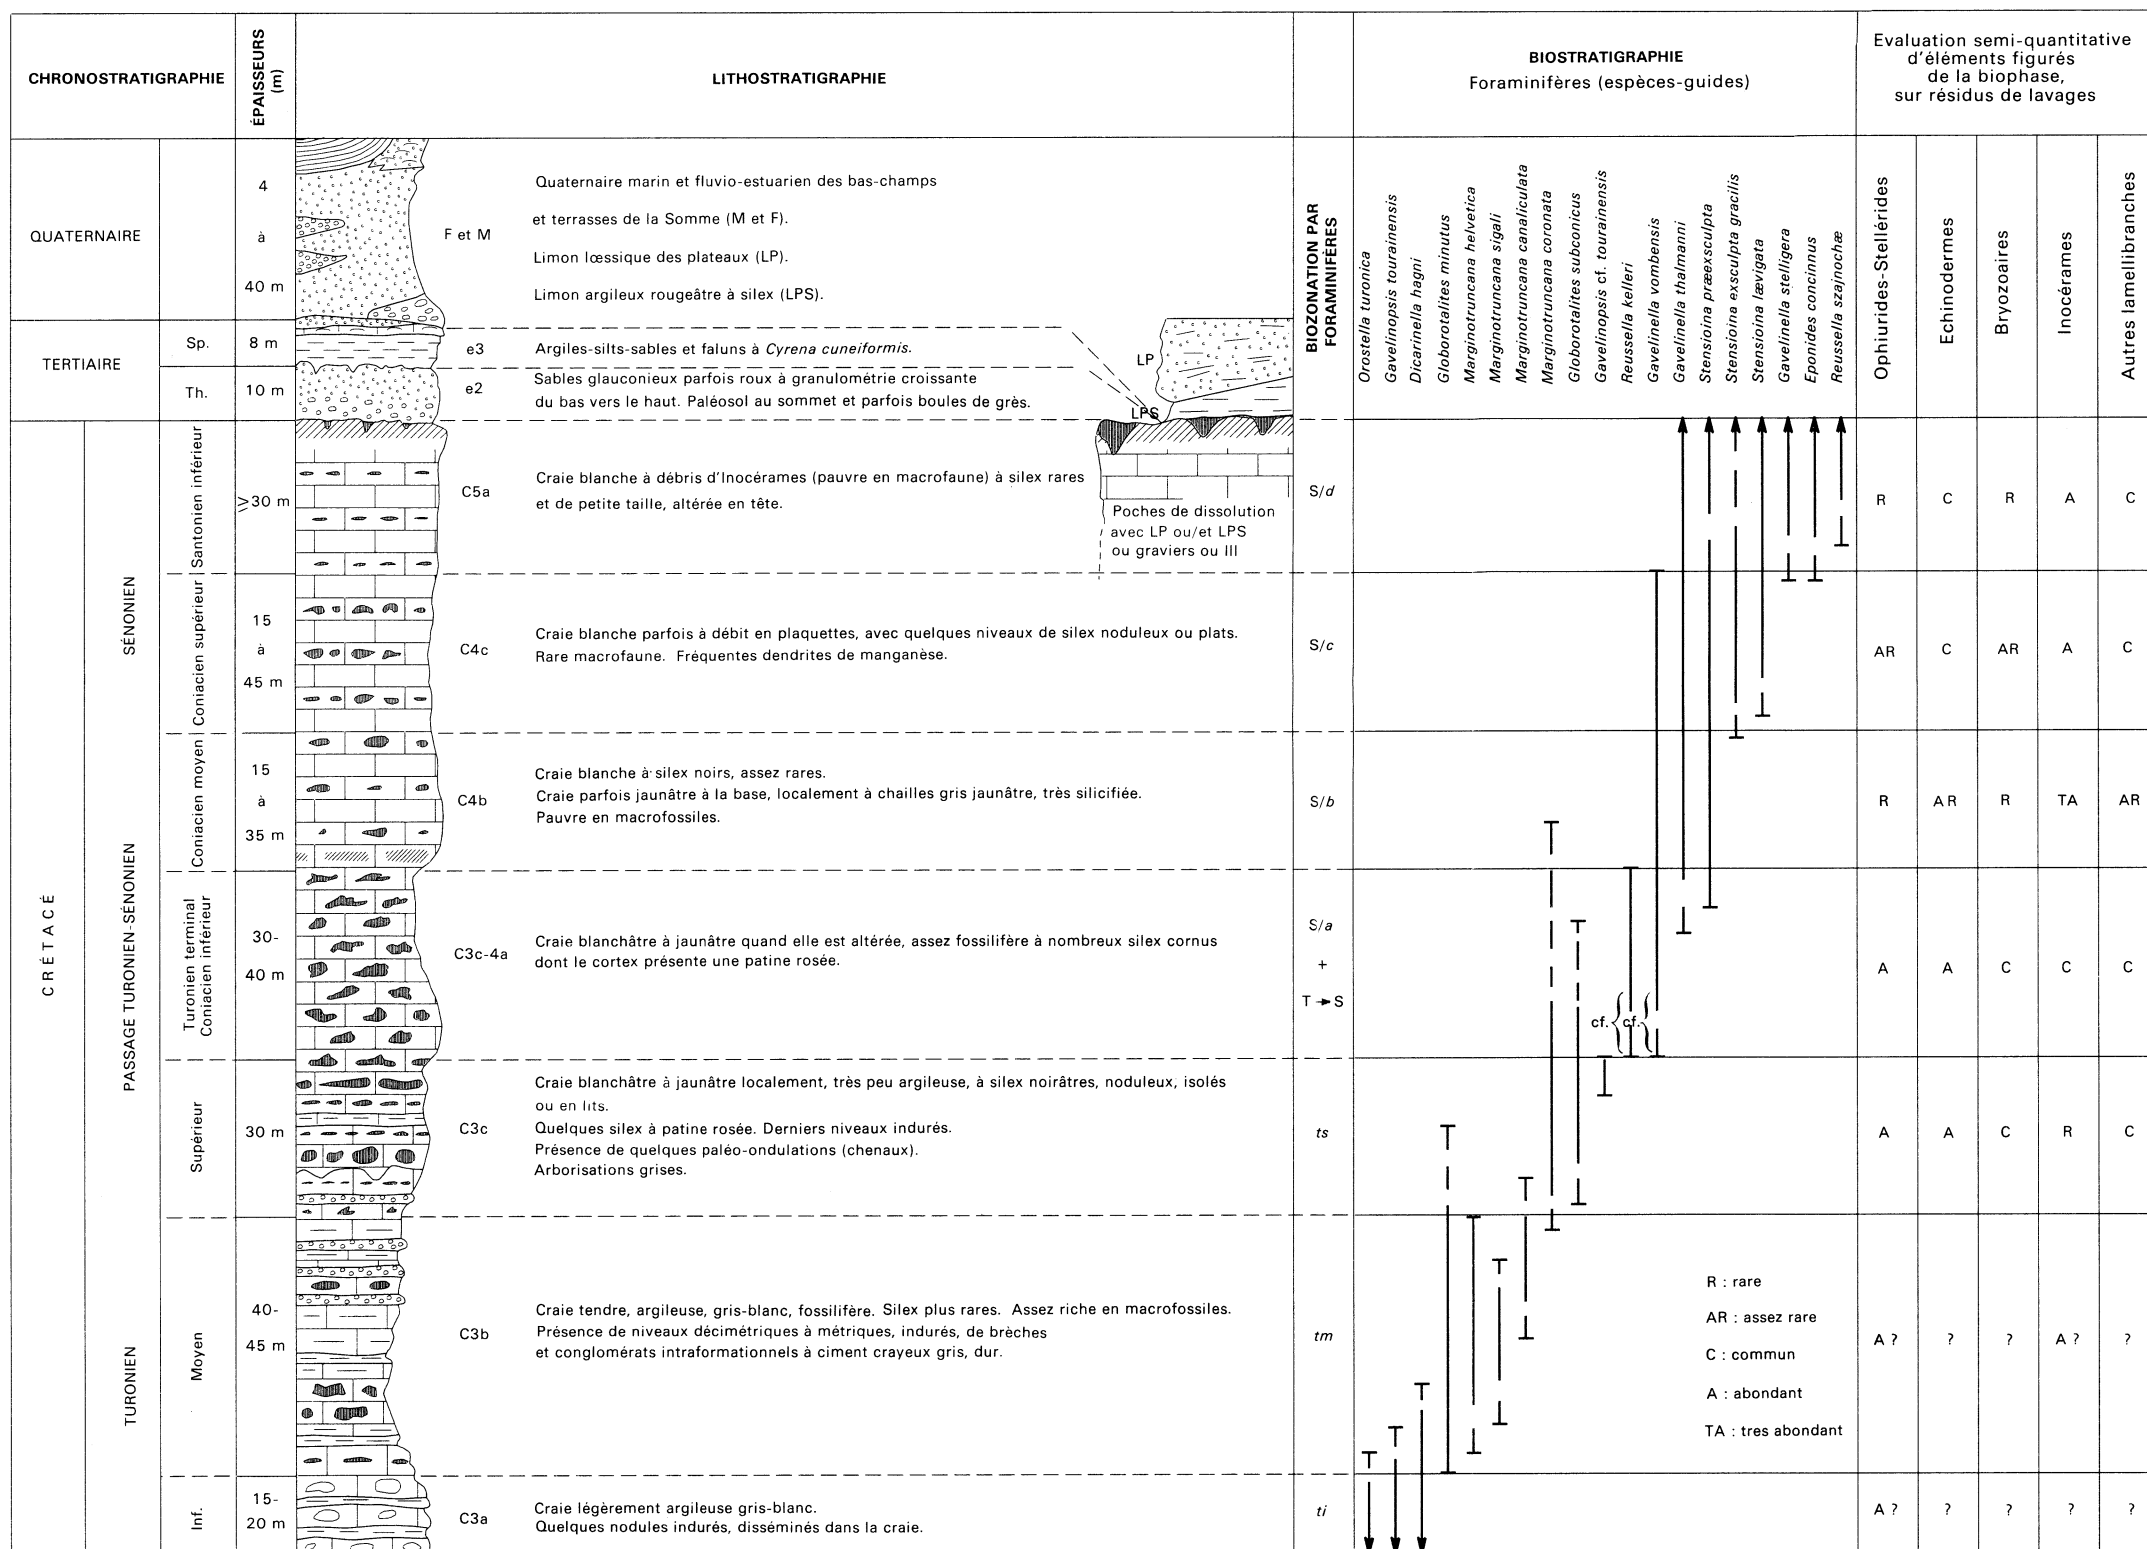 CHRONOSTRATIGRAPHIE
ÉPAISSEURS
(m)
LITHOSTRATIGRAPHIE
BIOSTRATIGRAPHIE
Foraminifères (espèces-guides)
Evaluation semi-quantitative
d'éléments figurés
de la biophase,
sur résidus de lavages
BIOZONATION PAR
FORAMINIFÈRES
Orostella turonica
Gavelinopsis tourainensis
Dicarinella hagni
Globorotalites minutus
Marginotruncana helvetica
Marginotruncana sigali
Marginotruncana canaliculata
Marginotruncana coronata
Globorotalites subconicus
Gavelinopsis cf. tourainensis
Reussella kelleri
Gavelinella vombensis
Gavelinella thalmanni
Stensioina præexsculpta
Stensioina exsculpta gracilis
Stensioina lævigata
Gavelinella stelligera
Eponides concinnus
Reussella szajnochæ
Ophiurides-Stellérides
Echinodermes
Bryozoaires
Inocérames
Autres lamellibranches
QUATERNAIRE
4
à
40 m
F et M
Quaternaire marin et fluvio-estuarien des bas-champs
et terrasses de la Somme (M et F).
Limon lœssique des plateaux (LP).
Limon argileux rougeâtre à silex (LPS).
TERTIAIRE
Sp.
8 m
e3
Argiles-silts-sables et faluns à Cyrena cuneiformis.
Th.
10 m
e2
Sables glauconieux parfois roux à granulométrie croissante
du bas vers le haut. Paléosol au sommet et parfois boules de grès.
LP
LPS
CRÉTACÉ
SÉNONIEN
Santonien inférieur
⩾30 m
C5a
Craie blanche à débris d'Inocérames (pauvre en macrofaune) à silex rares
et de petite taille, altérée en tête.
Poches de dissolution
avec LP ou/et LPS
ou graviers ou III
S/d
R C R A C
Coniacien supérieur
15
à
45 m
C4c
Craie blanche parfois à débit en plaquettes, avec quelques niveaux de silex noduleux ou plats.
Rare macrofaune. Fréquentes dendrites de manganèse.
S/c
AR C AR A C
Coniacien moyen
15
à
35 m
C4b
Craie blanche à silex noirs, assez rares.
Craie parfois jaunâtre à la base, localement à chailles gris jaunâtre, très silicifiée.
Pauvre en macrofossiles.
S/b
R AR R TA AR
PASSAGE TURONIEN-SÉNONIEN
Turonien terminal
Coniacien inférieur
30-
40 m
C3c-4a
Craie blanchâtre à jaunâtre quand elle est altérée, assez fossilifère à nombreux silex cornus
dont le cortex présente une patine rosée.
S/a
+
T → S
cf. cf.
A A C C C
Supérieur
30 m
C3c
Craie blanchâtre à jaunâtre localement, très peu argileuse, à silex noirâtres, noduleux, isolés
ou en lits.
Quelques silex à patine rosée. Derniers niveaux indurés.
Présence de quelques paléo-ondulations (chenaux).
Arborisations grises.
ts
A A C R C
TURONIEN
Moyen
40-
45 m
C3b
Craie tendre, argileuse, gris-blanc, fossilifère. Silex plus rares. Assez riche en macrofossiles.
Présence de niveaux décimétriques à métriques, indurés, de brèches
et conglomérats intraformationnels à ciment crayeux gris, dur.
tm
R : rare
AR : assez rare
C : commun
A : abondant
TA : tres abondant
A ? ? ? A ? ?
Inf.
15-
20 m
C3a
Craie légèrement argileuse gris-blanc.
Quelques nodules indurés, disséminés dans la craie.
ti
A ? ? ? ? ?